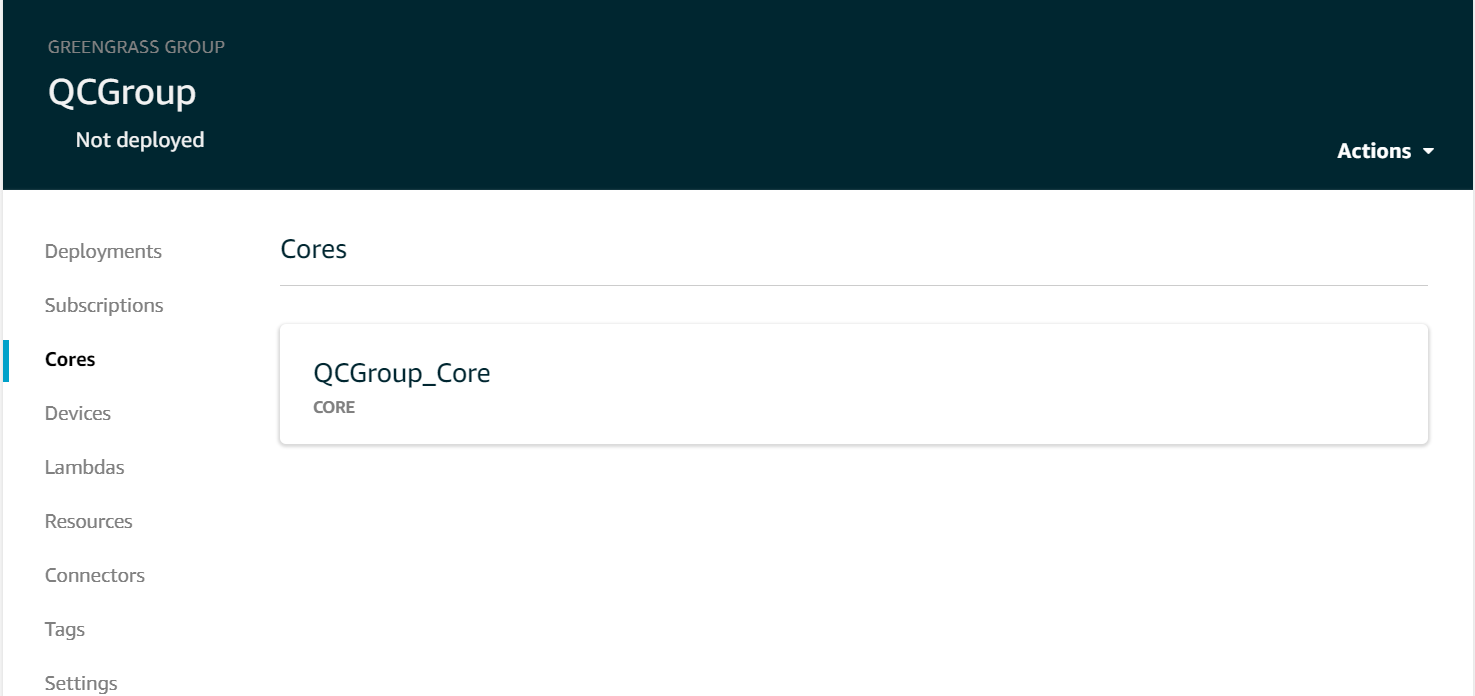 GREENGRASS GROUP
QCGroup
Not deployed
Actions
Deployments
Subscriptions
Cores
Devices
Lambdas
Resources
Connectors
Tags
Settings
Cores
QCGroup_Core
CORE